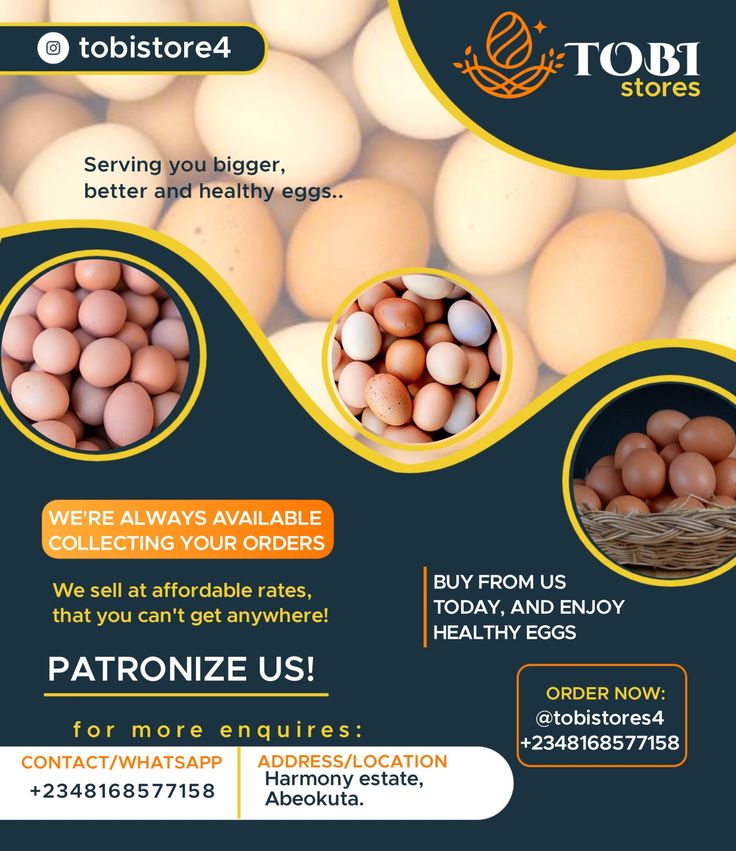 tobistore4
TOBI
stores
Serving you bigger,
better and healthy eggs..
WE'RE ALWAYS AVAILABLE
COLLECTING YOUR ORDERS
We sell at affordable rates,
that you can't get anywhere!
PATRONIZE US!
BUY FROM US
TODAY, AND ENJOY
HEALTHY EGGS
ORDER NOW:
@tobistores4
+2348168577158
for more enquires:
CONTACT/WHATSAPP
+2348168577158
ADDRESS/LOCATION
Harmony estate,
Abeokuta.